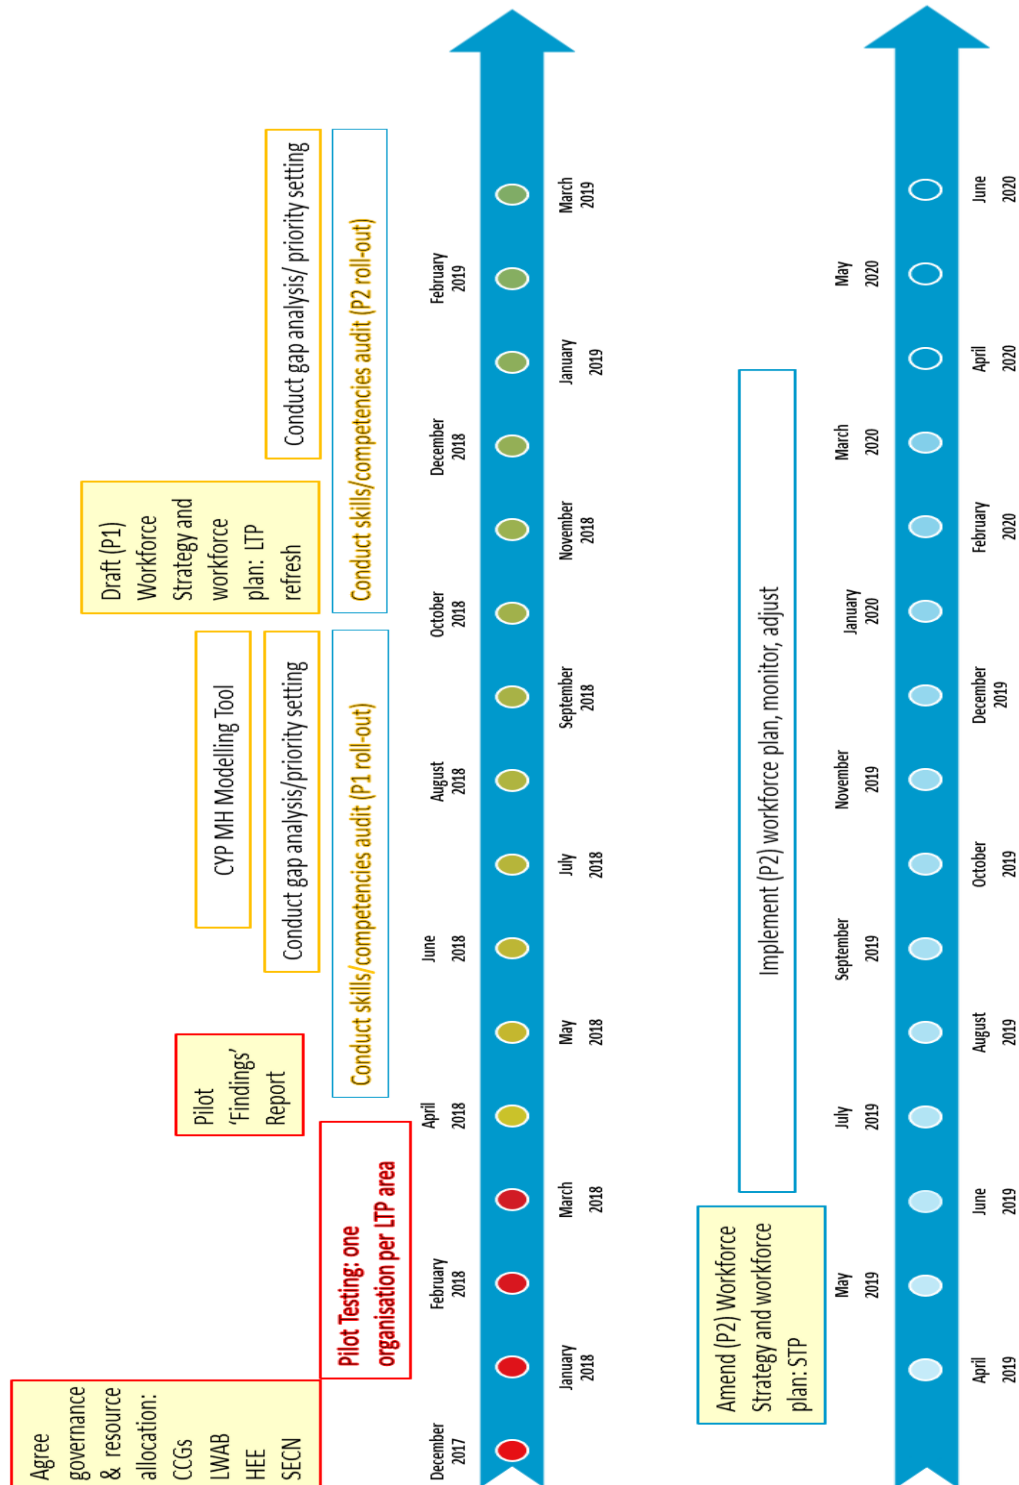 Agree
governance
& resource
allocation:
CCGs
LWAB
HEE
SECN
Pilot Testing: one
organisation per LTP area
Pilot
‘Findings’
Report
CYP MH Modelling Tool
Conduct gap analysis/priority setting
Conduct skills/competencies audit (P1 roll-out)
Draft (P1)
Workforce
Strategy and
workforce
plan: LTP
refresh
Conduct gap analysis/ priority setting
Conduct skills/competencies audit (P2 roll-out)
December
2017
January
2018
February
2018
March
2018
April
2018
May
2018
June
2018
July
2018
August
2018
September
2018
October
2018
November
2018
December
2018
January
2019
February
2019
March
2019
Amend (P2) Workforce
Strategy and workforce
plan: STP
Implement (P2) workforce plan, monitor, adjust
April
2019
May
2019
June
2019
July
2019
August
2019
September
2019
October
2019
November
2019
December
2019
January
2020
February
2020
March
2020
April
2020
May
2020
June
2020